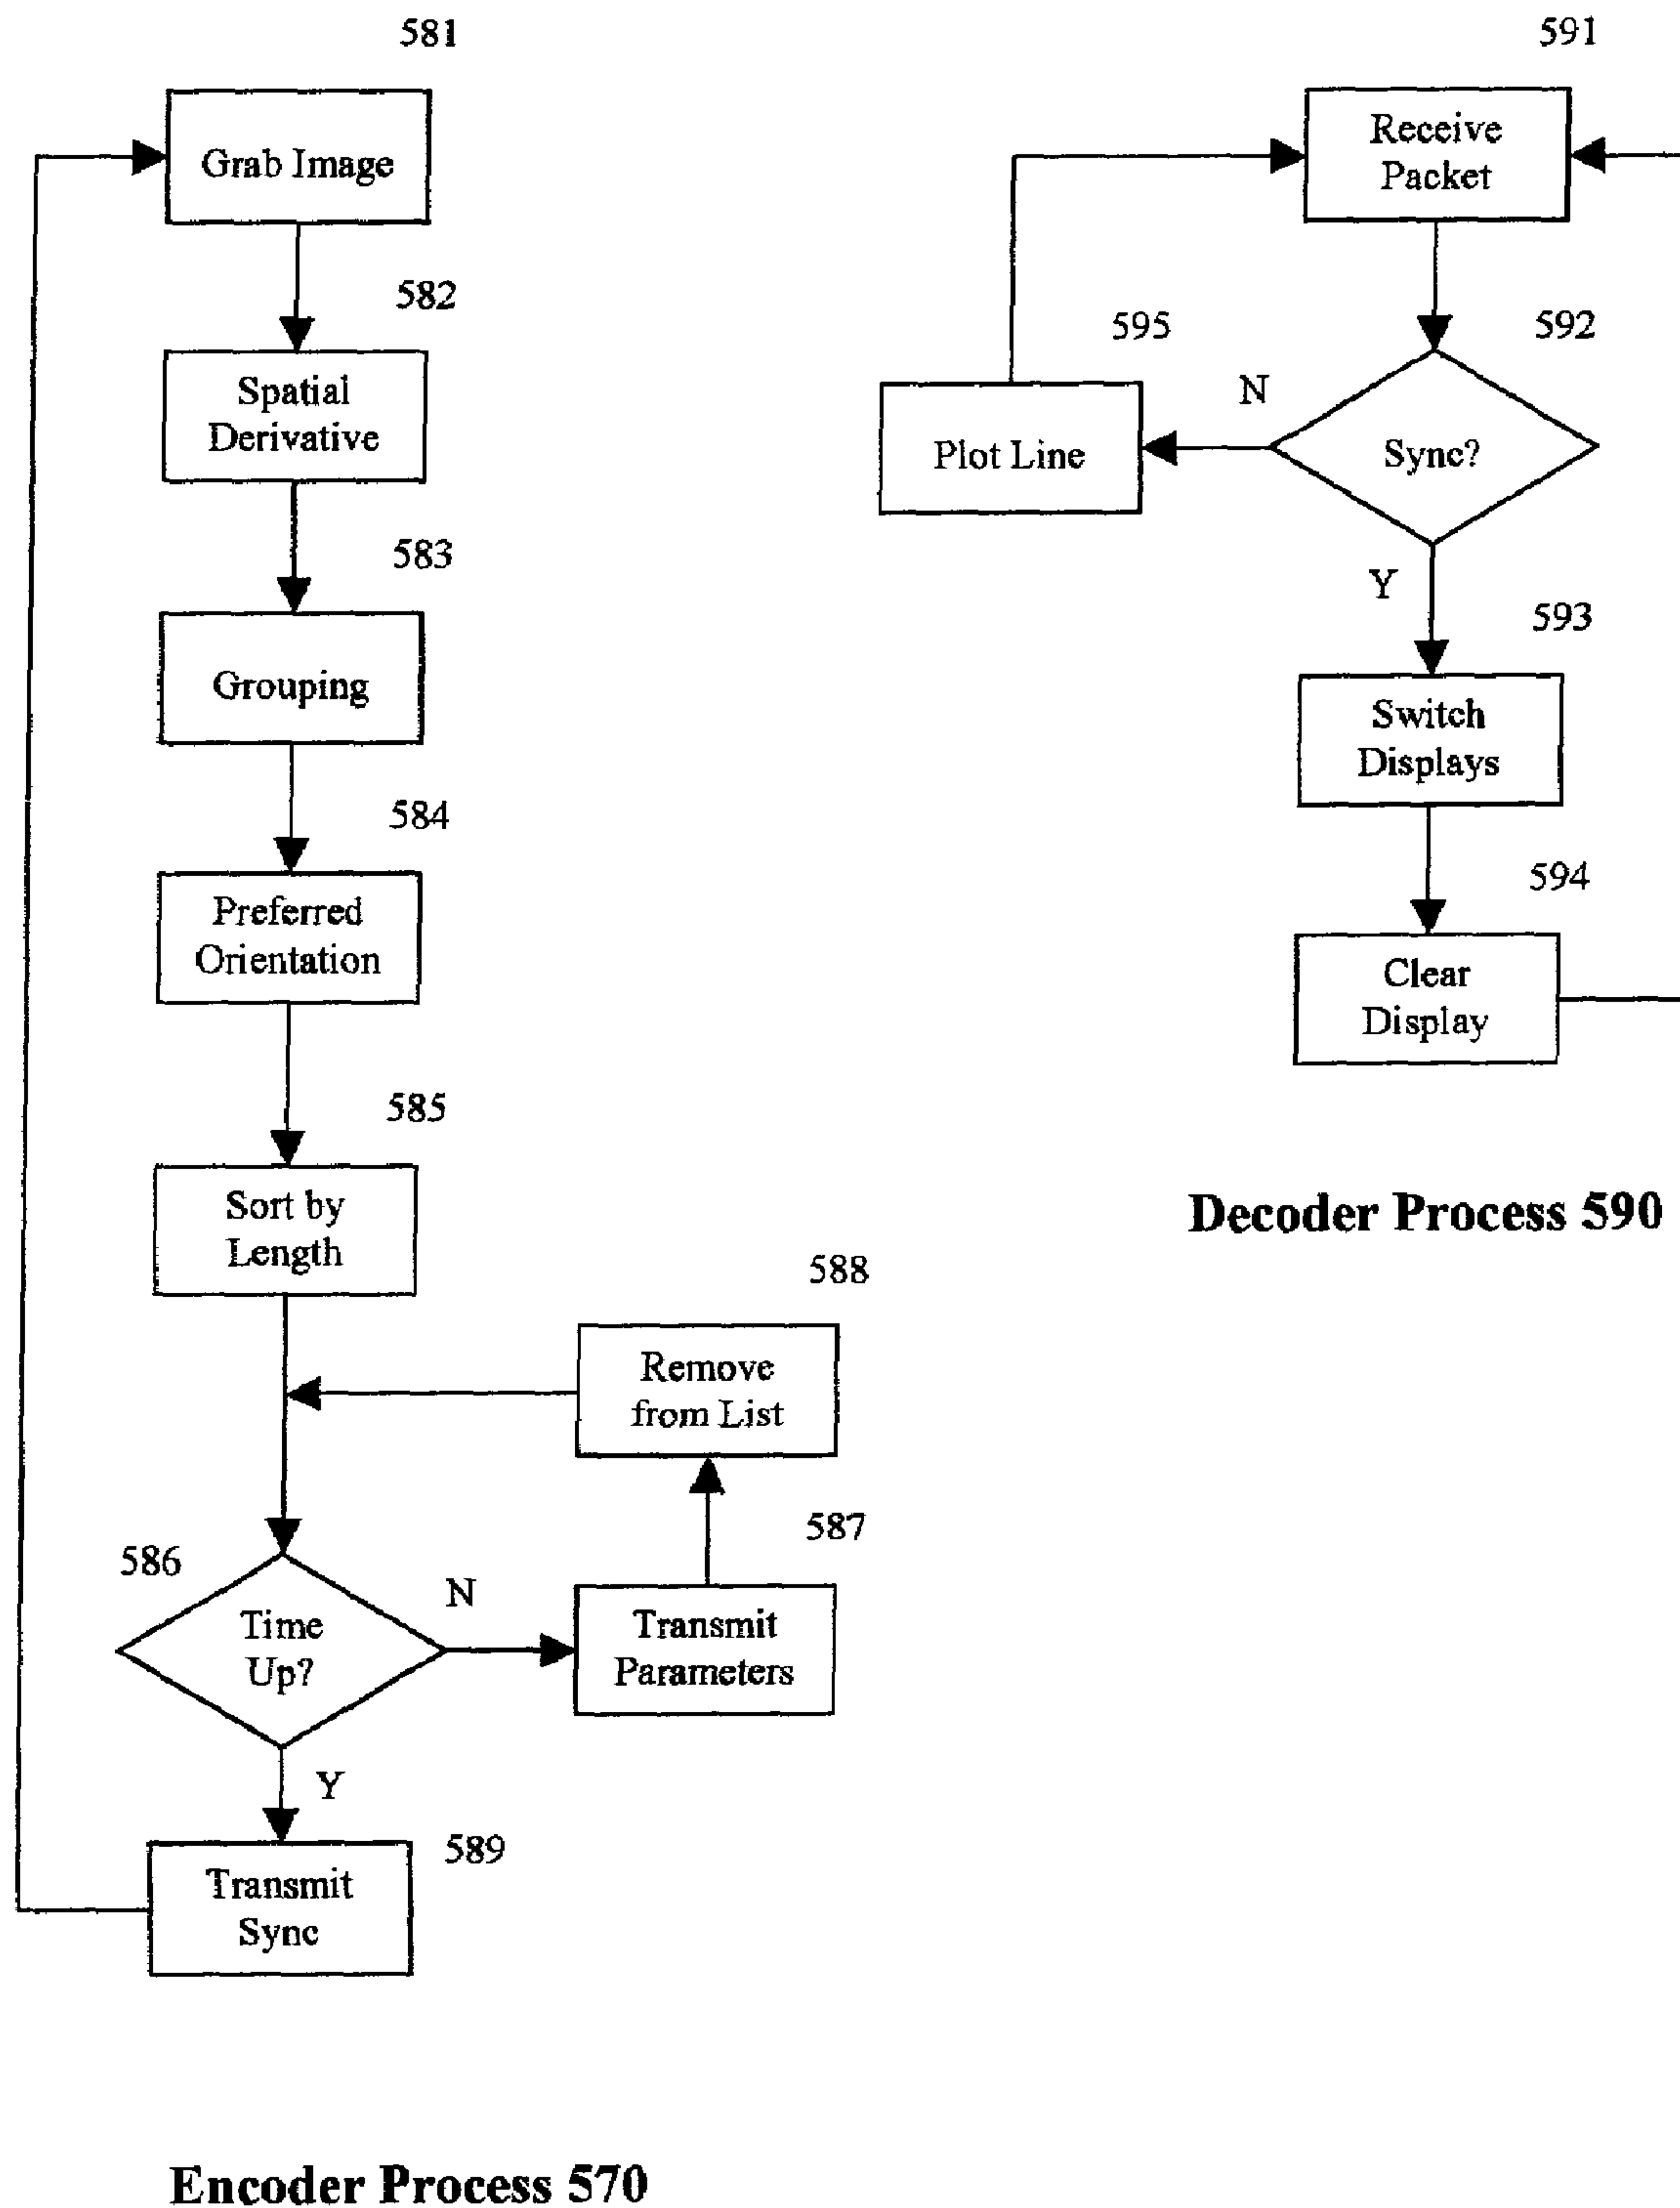 581
Grab Image
582
Spatial
Derivative
583
Grouping
584
Preferred
Orientation
585
Sort by
Length
588
Remove
from List
587
Transmit
Parameters
586
Time
Up?
N
Y
589
Transmit
Sync
Encoder Process 570
591
Receive
Packet
592
Sync?
N
595
Plot Line
Y
593
Switch
Displays
594
Clear
Display
Decoder Process 590